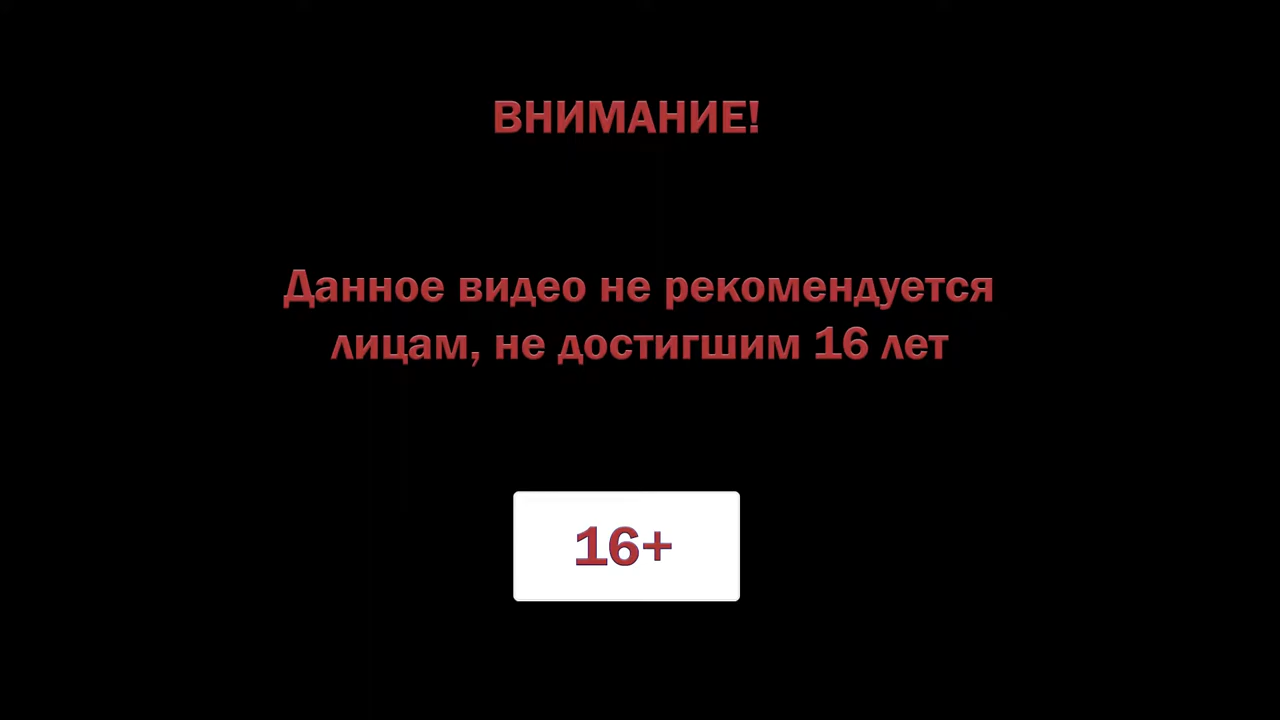 ВНИМАНИЕ!
Данное видео не рекомендуется
лицам, не достигшим 16 лет
16+